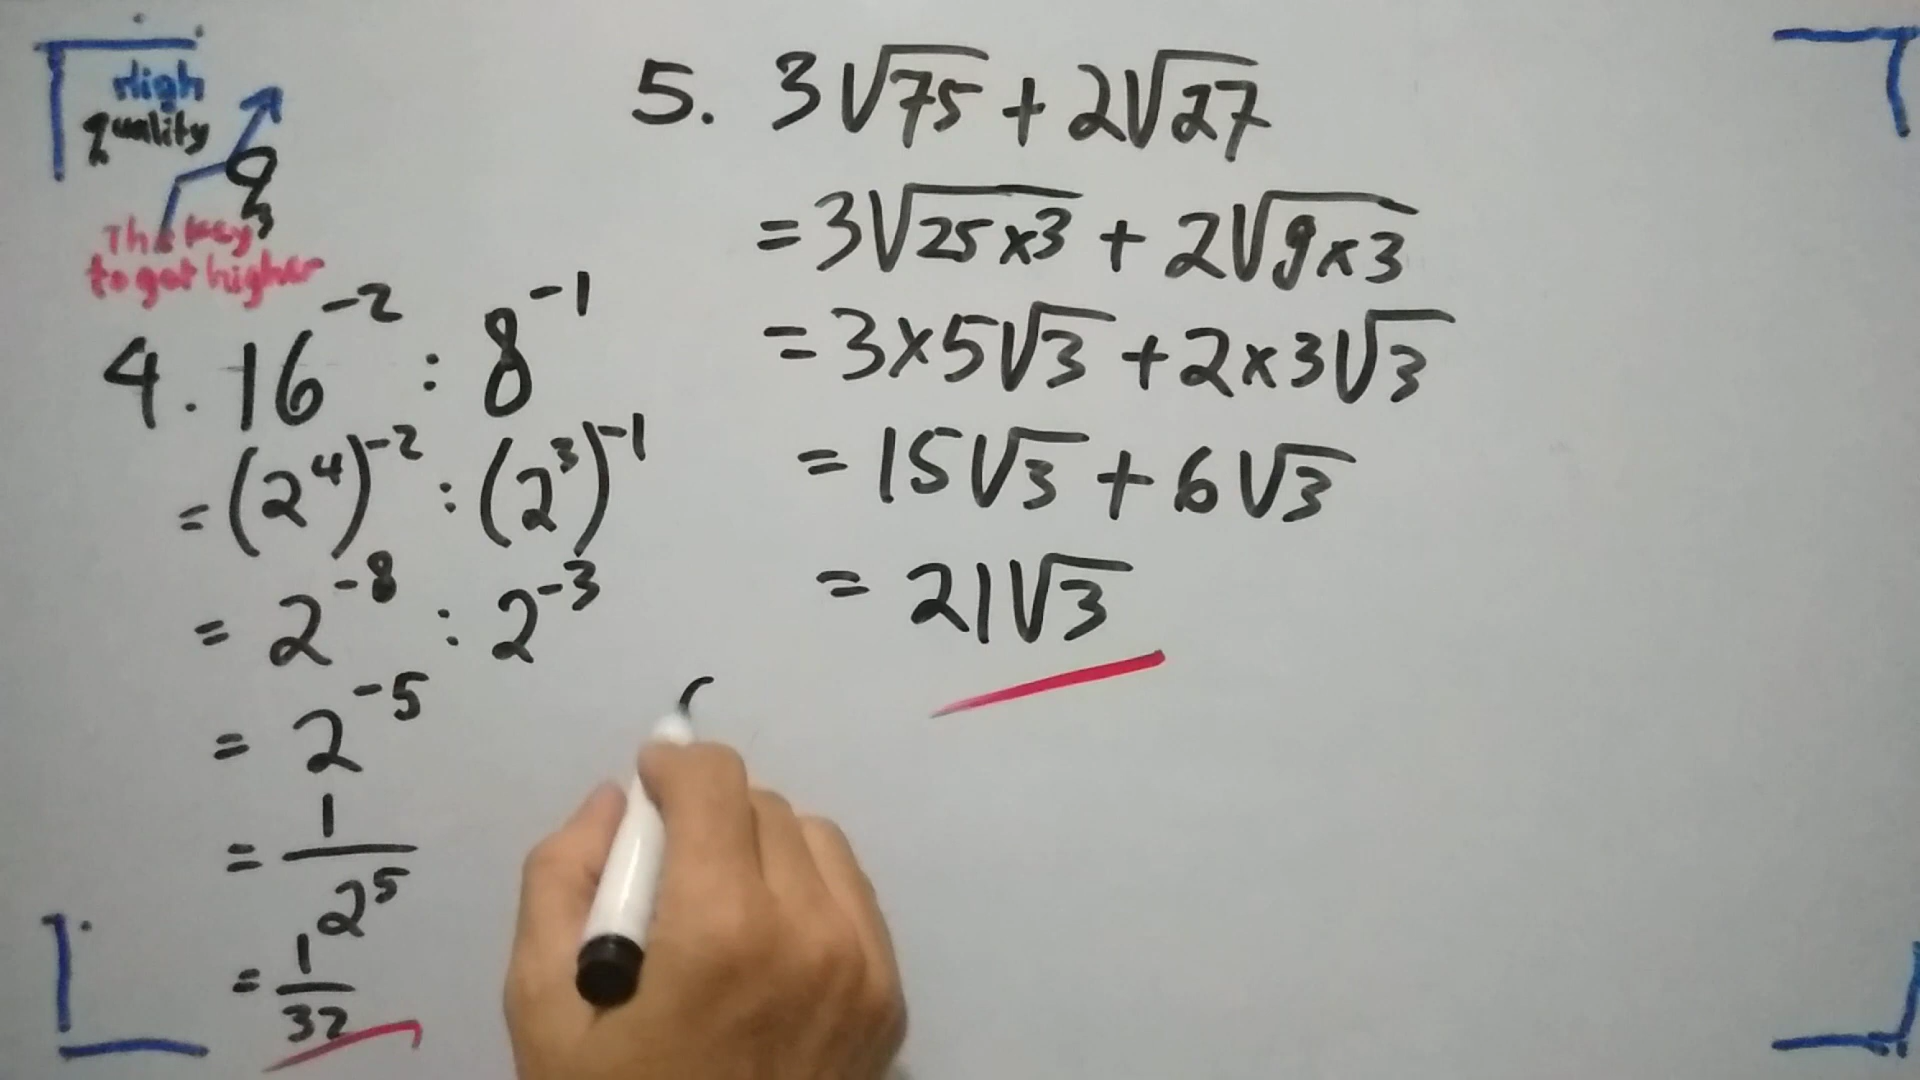 High
quality
The key
to get higher
4. 16⁻² : 8⁻¹
= (2⁴)⁻² : (2³)⁻¹
= 2⁻⁸ : 2⁻³
= 2⁻⁵
= 1/2⁵
= 1/32
5. 3√75 + 2√27
= 3√25×3 + 2√9×3
= 3×5√3 + 2×3√3
= 15√3 + 6√3
= 21√3